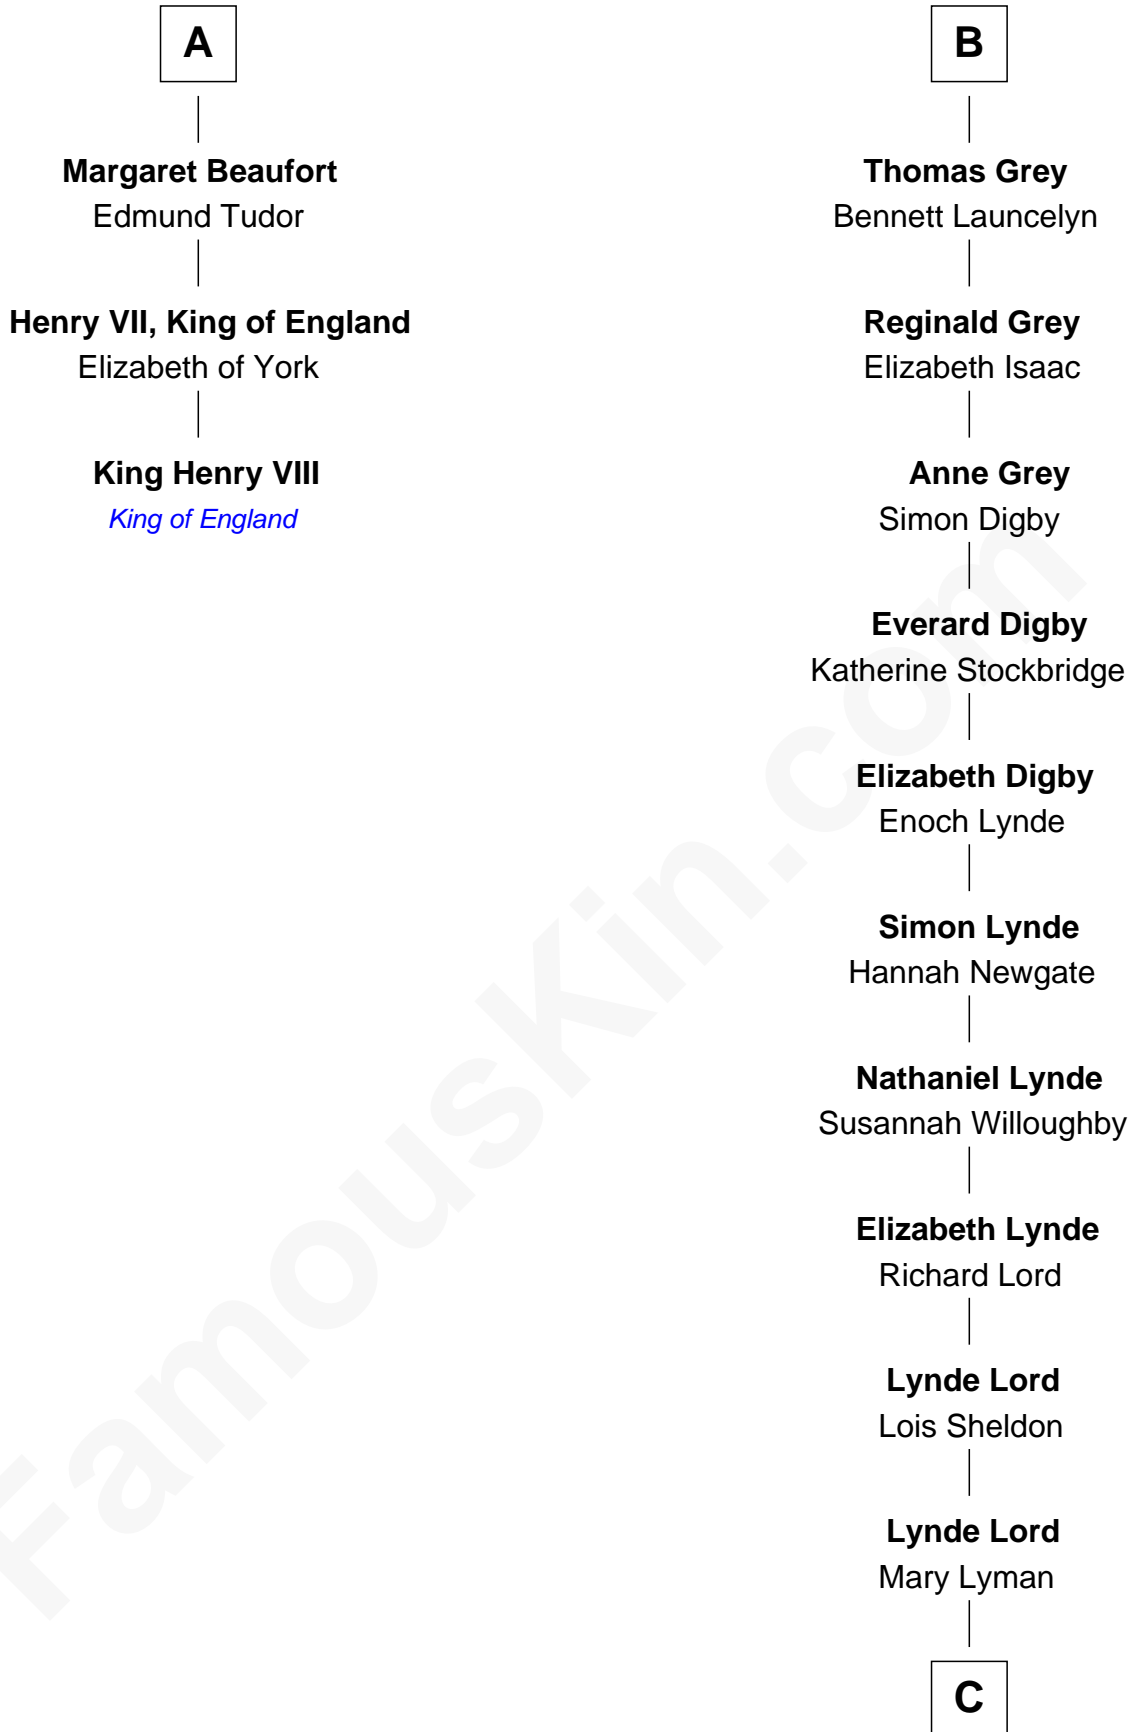 A
Margaret Beaufort
Edmund Tudor
Henry VII, King of England
Elizabeth of York
King Henry VIII
King of England
B
Thomas Grey
Bennett Launcelyn
Reginald Grey
Elizabeth Isaac
Anne Grey
Simon Digby
Everard Digby
Katherine Stockbridge
Elizabeth Digby
Enoch Lynde
Simon Lynde
Hannah Newgate
Nathaniel Lynde
Susannah Willoughby
Elizabeth Lynde
Richard Lord
Lynde Lord
Lois Sheldon
Lynde Lord
Mary Lyman
C
FamousKin.com